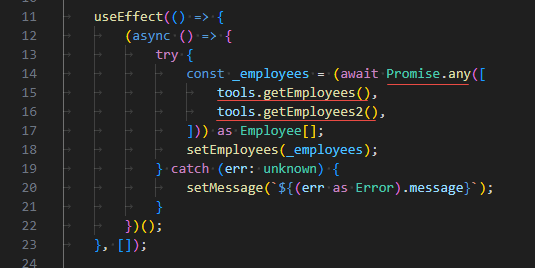 11 useEffect(() => {
12 (async () => {
13 try {
14 const _employees = (await Promise.any([
15 tools.getEmployees(),
16 tools.getEmployees2(),
17 ])) as Employee[];
18 setEmployees(_employees);
19 } catch (err: unknown) {
20 setMessage(`${(err as Error).message}`);
21 }
22 })();
23 }, []);
24